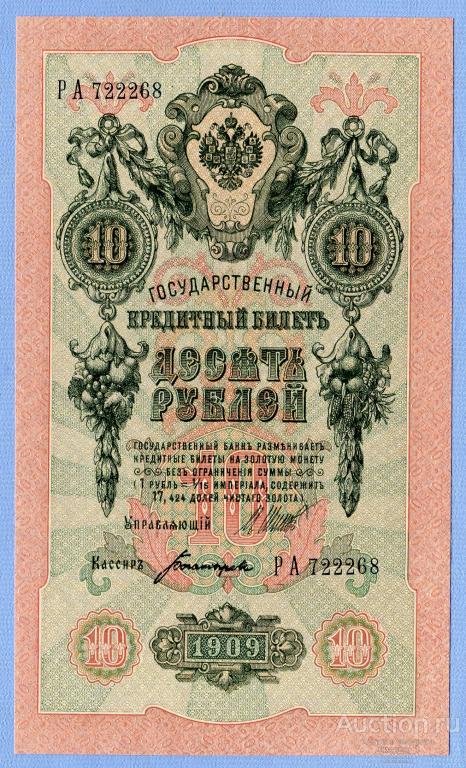 РА 722268
10 10
ГОСУДАРСТВЕННЫЙ
КРЕДИТНЫЙ БИЛЕТЪ
ДЕСЯТЬ
РУБЛЕЙ
ГОСУДАРСТВЕННЫЙ БАНКЪ РАЗМѢНИВАЕТЪ
КРЕДИТНЫЕ БИЛЕТЫ НА ЗОЛОТУЮ МОНЕТУ
БЕЗЪ ОГРАНИЧЕНІЯ СУММЫ
(1 РУБЛЬ = 1/15 ИМПЕРІАЛА, СОДЕРЖИТЪ
17,424 ДОЛЕЙ ЧИСТАГО ЗОЛОТА).
10
УПРАВЛЯЮЩІЙ
КАССИРЪ
РА 722268
10 1909 10
Auction.ru